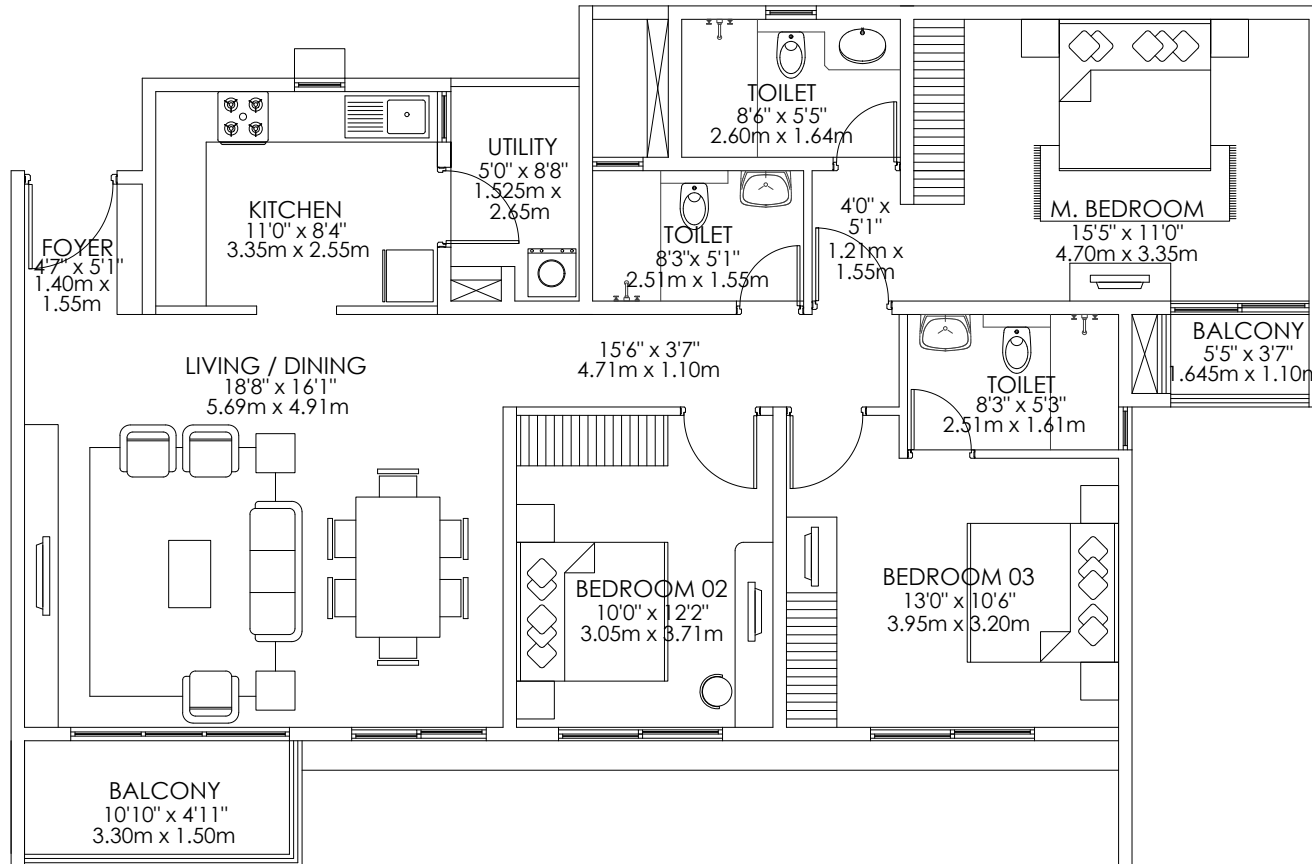 TOILET
8'6" x 5'5"
2.60m x 1.64m
UTILITY
5'0" x 8'8"
1.525m x
2.65m
KITCHEN
11'0" x 8'4"
3.35m x 2.55m
FOYER
4'7" x 5'1"
1.40m x
1.55m
TOILET
8'3"x 5'1"
2.51m x 1.55m
4'0" x
5'1"
1.21m x
1.55m
M. BEDROOM
15'5" x 11'0"
4.70m x 3.35m
BALCONY
5'5" x 3'7"
1.645m x 1.10m
LIVING / DINING
18'8" x 16'1"
5.69m x 4.91m
15'6" x 3'7"
4.71m x 1.10m
TOILET
8'3" x 5'3"
2.51m x 1.61m
BEDROOM 02
10'0" x 12'2"
3.05m x 3.71m
BEDROOM 03
13'0" x 10'6"
3.95m x 3.20m
BALCONY
10'10" x 4'11"
3.30m x 1.50m